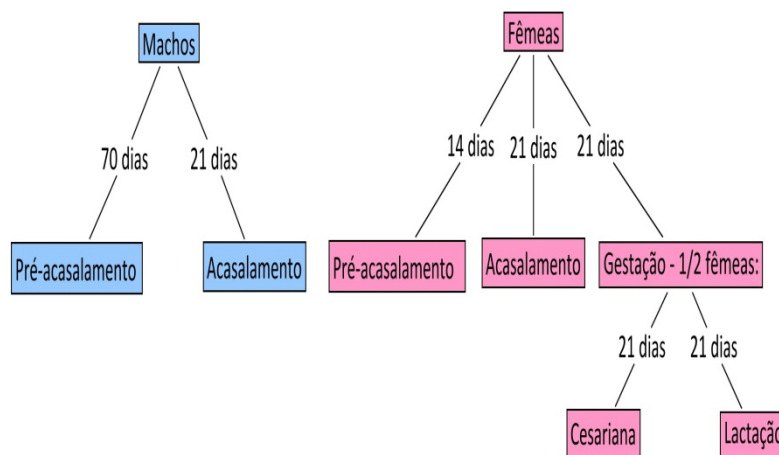 Machos
70 dias
21 dias
Pré-acasalamento
Acasalamento
Fêmeas
14 dias
21 dias
21 dias
Pré-acasalamento
Acasalamento
Gestação - 1/2 fêmeas:
21 dias
21 dias
Cesariana
Lactação